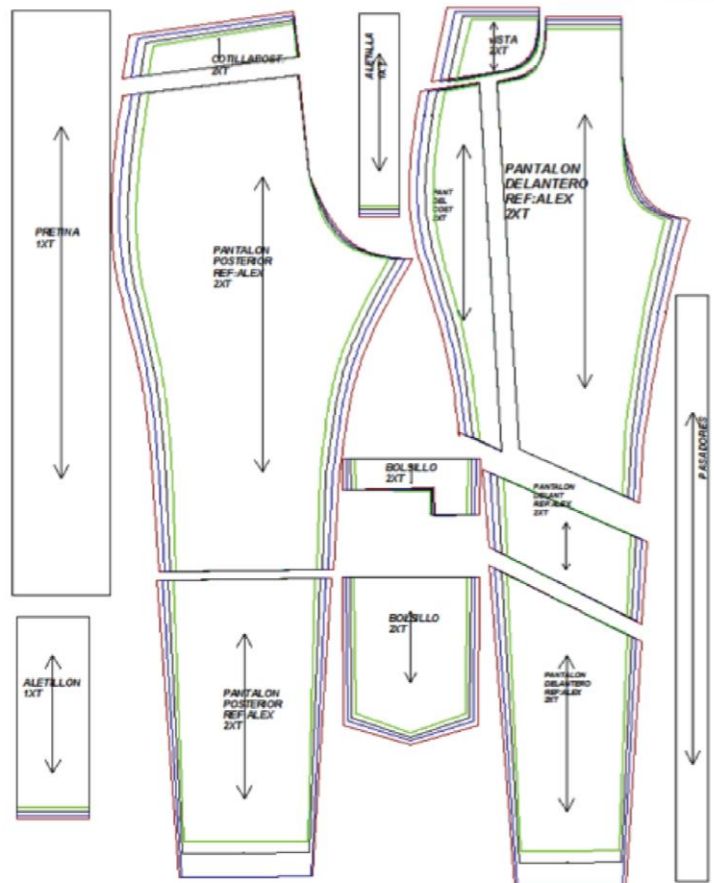 COTILLAPOST
2XT
ALETILLA
1XT
VISTA
2XT
PRETINA
1XT
PANTALON
POSTERIOR
REF:ALEX
2XT
PANT
DEL
COST
2XT
PANTALON
DELANTERO
REF:ALEX
2XT
PASADORES
BOLSILLO
2XT
PANTALON
DELANT
REF:ALEX
2XT
ALETILLON
1XT
PANTALON
POSTERIOR
REF:ALEX
2XT
BOLSILLO
2XT
PANTALON
DELANTERO
REF:ALEX
2XT